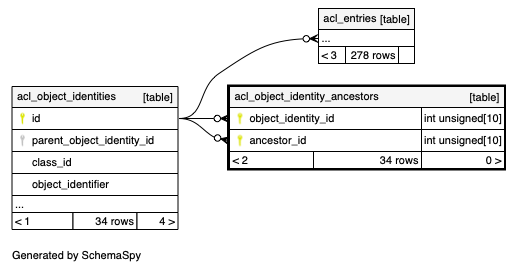 acl_entries [table]
...
< 3 278 rows
acl_object_identities [table]
id
parent_object_identity_id
class_id
object_identifier
...
< 1 34 rows 4 >
acl_object_identity_ancestors [table]
object_identity_id int unsigned[10]
ancestor_id int unsigned[10]
< 2 34 rows 0 >
Generated by SchemaSpy